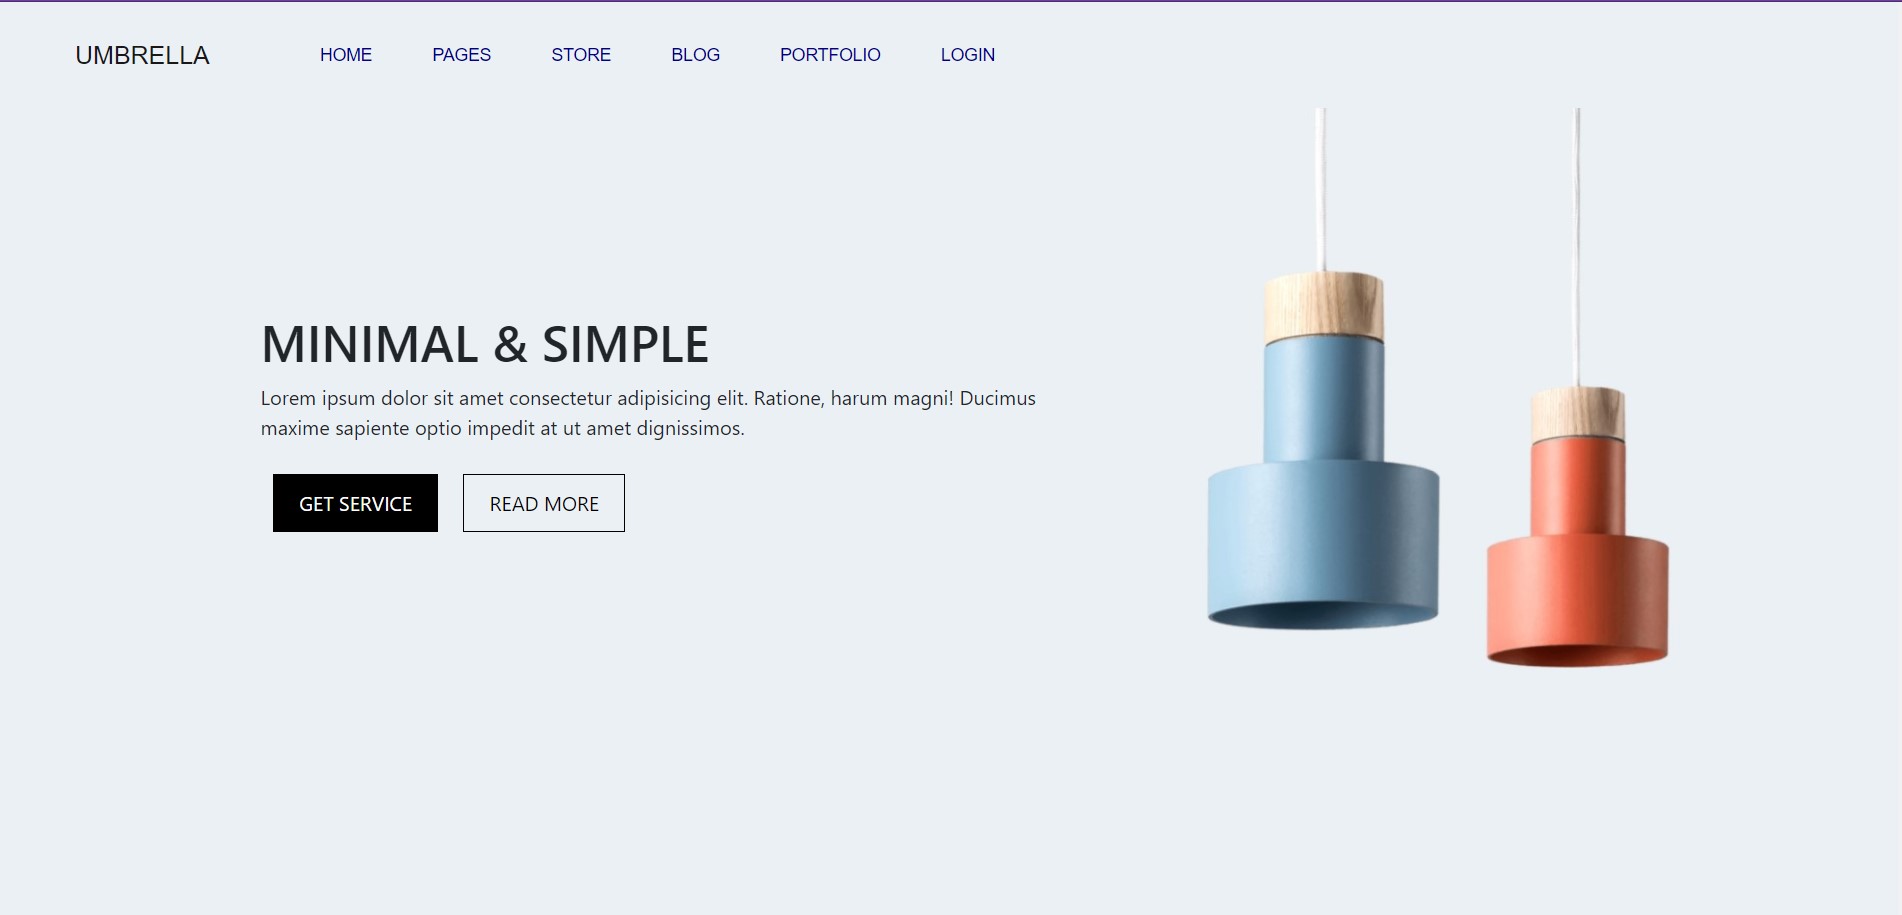 UMBRELLA
HOME PAGES STORE BLOG PORTFOLIO LOGIN
MINIMAL & SIMPLE
Lorem ipsum dolor sit amet consectetur adipisicing elit. Ratione, harum magni! Ducimus
maxime sapiente optio impedit at ut amet dignissimos.
GET SERVICE
READ MORE